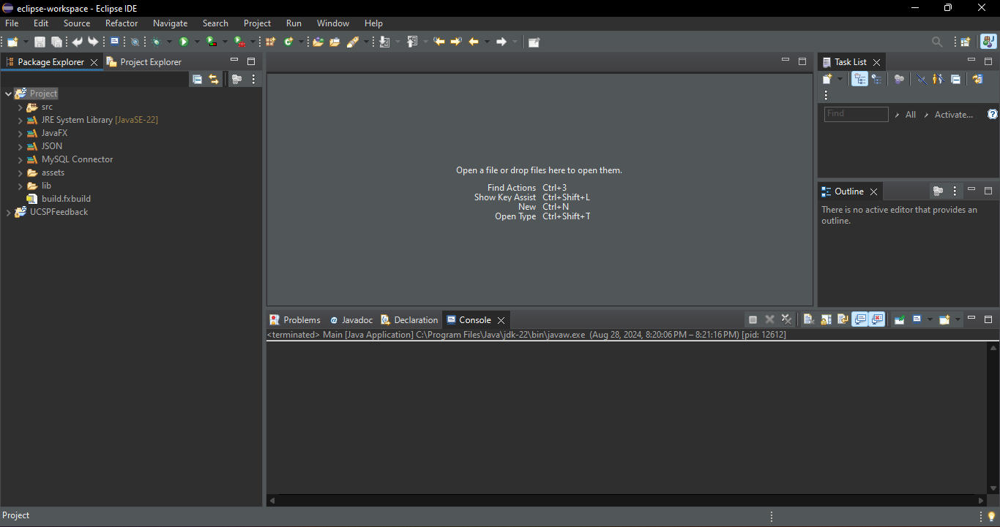 eclipse-workspace - Eclipse IDE
File Edit Source Refactor Navigate Search Project Run Window Help
Package Explorer Project Explorer
Project
src
JRE System Library [JavaSE-22]
JavaFX
JSON
MySQL Connector
assets
lib
build.fxbuild
UCSPFeedback
Open a file or drop files here to open them.
Find Actions Ctrl+3
Show Key Assist Ctrl+Shift+L
New Ctrl+N
Open Type Ctrl+Shift+T
Task List
Find All Activate...
Outline
There is no active editor that provides an
outline.
Problems Javadoc Declaration Console
<terminated> Main [Java Application] C:\Program Files\Java\jdk-22\bin\javaw.exe (Aug 28, 2024, 8:20:06 PM – 8:21:16 PM) [pid: 12612]
Project